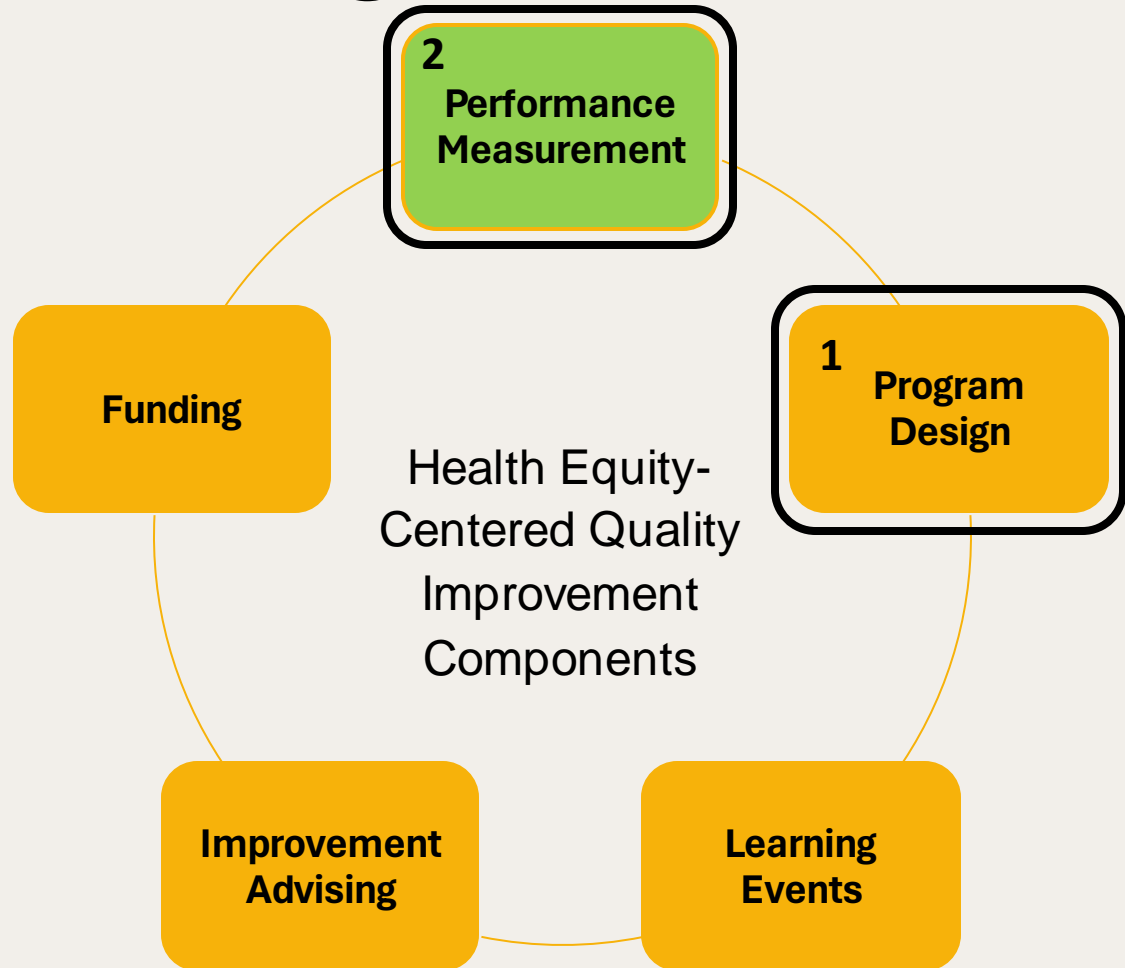 2
Performance
Measurement
1
Program
Design
Funding
Health Equity-
Centered Quality
Improvement
Components
Improvement
Advising
Learning
Events